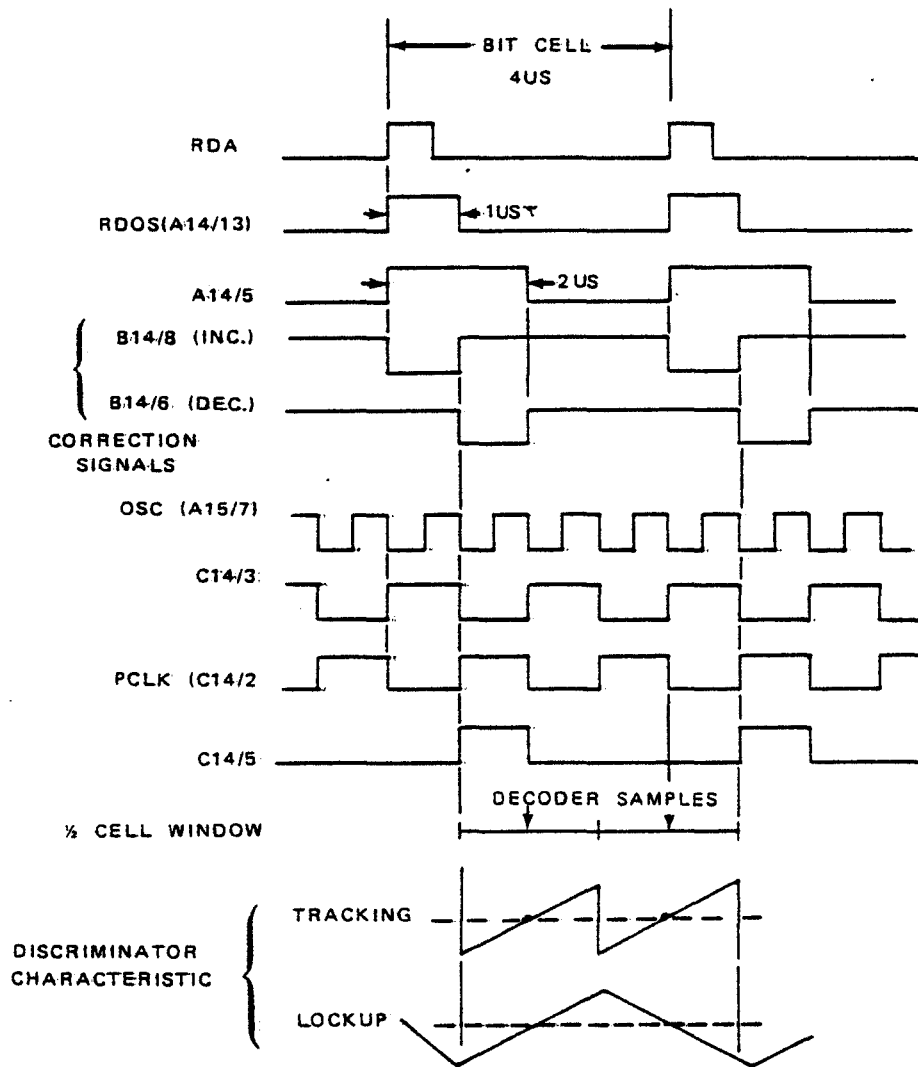 BIT CELL
4US
RDA
RDOS(A14/13)
1US
A14/5
2US
B14/8 (INC.)
B14/6 (DEC.)
CORRECTION
SIGNALS
OSC (A15/7)
C14/3
PCLK (C14/2
C14/5
DECODER SAMPLES
½ CELL WINDOW
TRACKING
DISCRIMINATOR
CHARACTERISTIC
LOCKUP